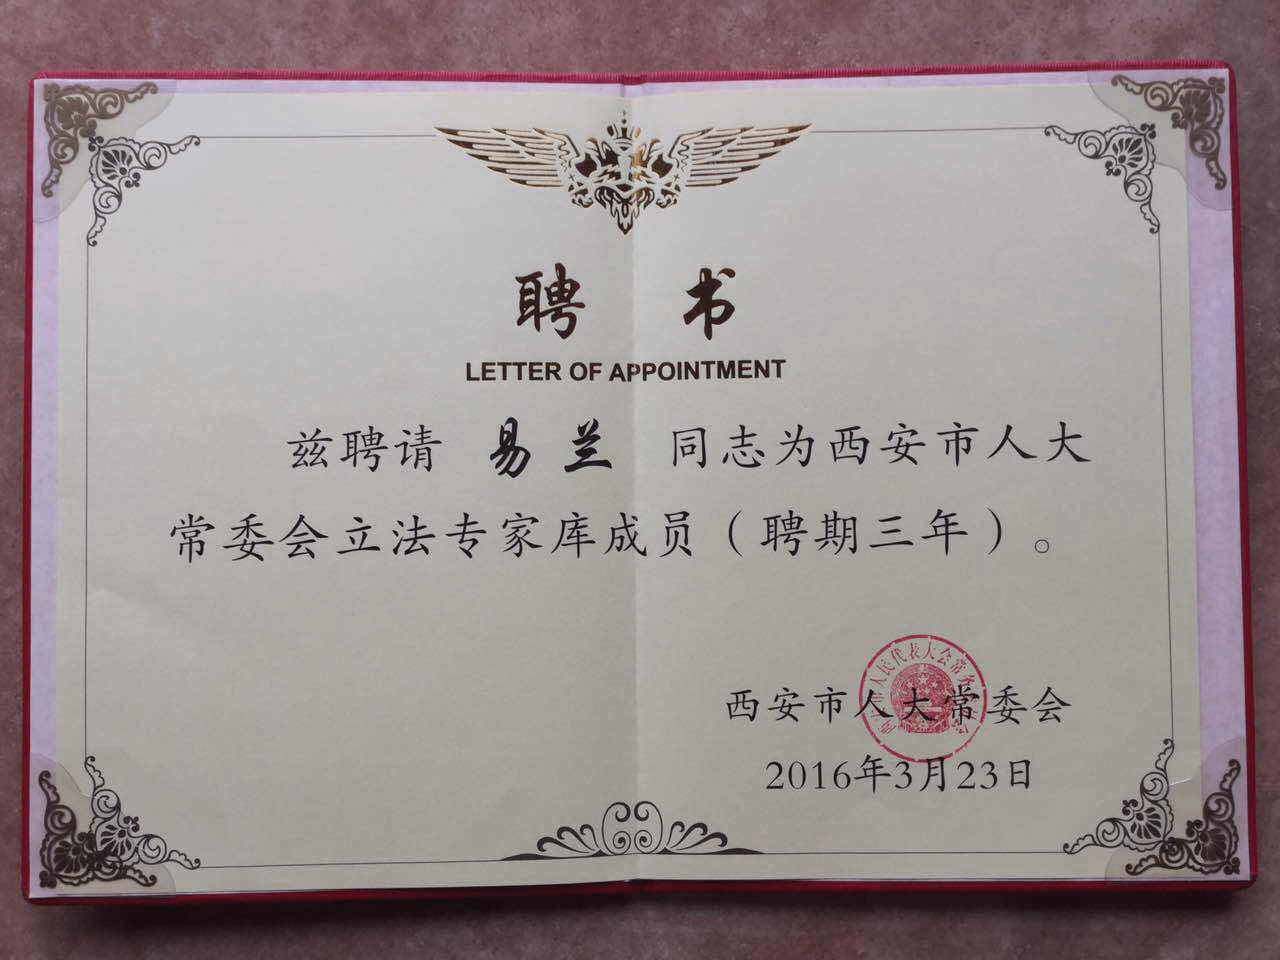 聘 书
LETTER OF APPOINTMENT
兹聘请 易兰 同志为西安市人大
常委会立法专家库成员（聘期三年）。
西安市人大常委会
2016年3月23日